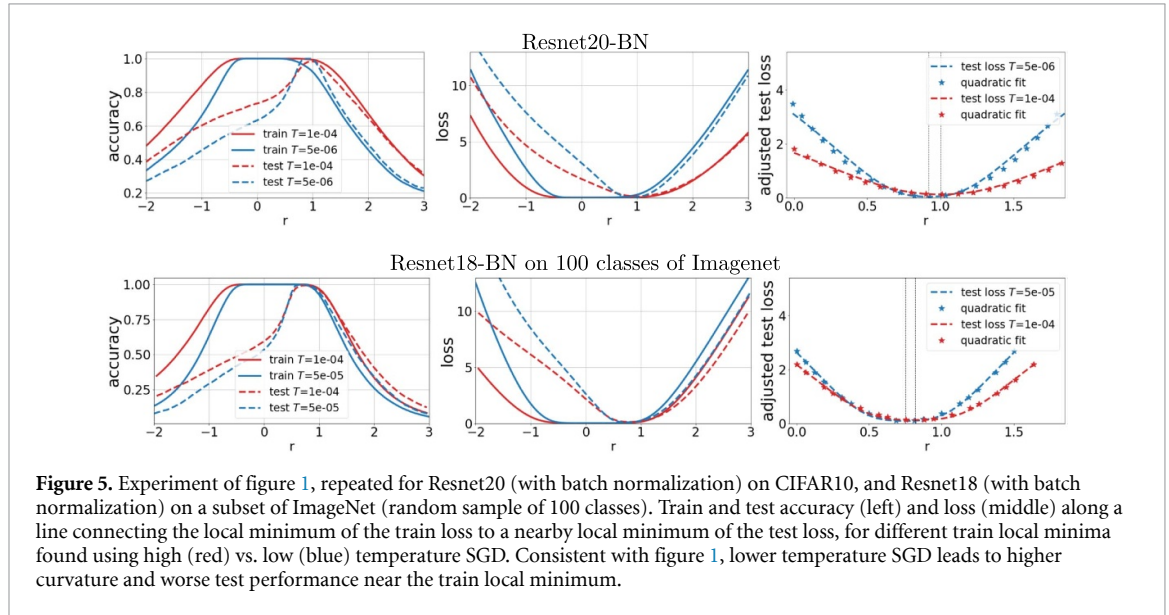 Resnet20-BN
1.0
0.8
0.6
0.4
0.2
accuracy
train T=1e-04
train T=5e-06
test T=1e-04
test T=5e-06
−2 −1 0 1 2 3
r
10
5
0
loss
−2 −1 0 1 2 3
r
4
2
0
adjusted test loss
test loss T=5e-06
quadratic fit
test loss T=1e-04
quadratic fit
0.0 0.5 1.0 1.5
r
Resnet18-BN on 100 classes of Imagenet
1.00
0.75
0.50
0.25
accuracy
train T=1e-04
train T=5e-05
test T=1e-04
test T=5e-05
−2 −1 0 1 2 3
r
10
5
0
loss
−2 −1 0 1 2 3
r
4
2
0
adjusted test loss
test loss T=5e-05
quadratic fit
test loss T=1e-04
quadratic fit
0.0 0.5 1.0 1.5
r
Figure 5. Experiment of figure 1, repeated for Resnet20 (with batch normalization) on CIFAR10, and Resnet18 (with batch
normalization) on a subset of ImageNet (random sample of 100 classes). Train and test accuracy (left) and loss (middle) along a
line connecting the local minimum of the train loss to a nearby local minimum of the test loss, for different train local minima
found using high (red) vs. low (blue) temperature SGD. Consistent with figure 1, lower temperature SGD leads to higher
curvature and worse test performance near the train local minimum.